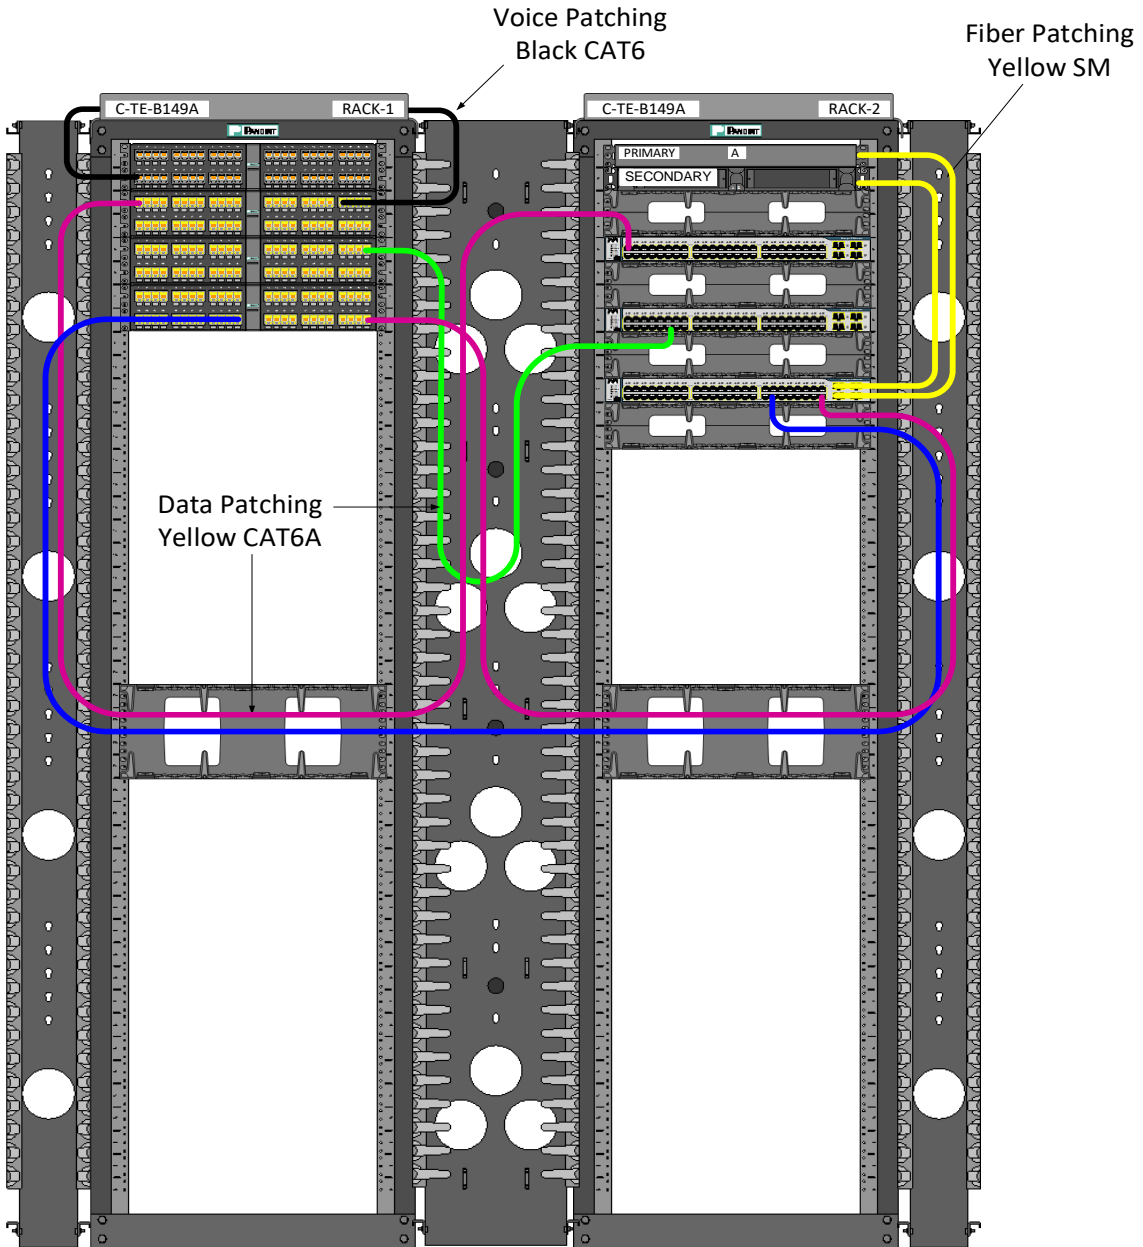 Voice Patching
Black CAT6
Fiber Patching
Yellow SM
C-TE-B149A
RACK-1
C-TE-B149A
RACK-2
PANDUIT
PANDUIT
PRIMARY
A
SECONDARY
Data Patching
Yellow CAT6A